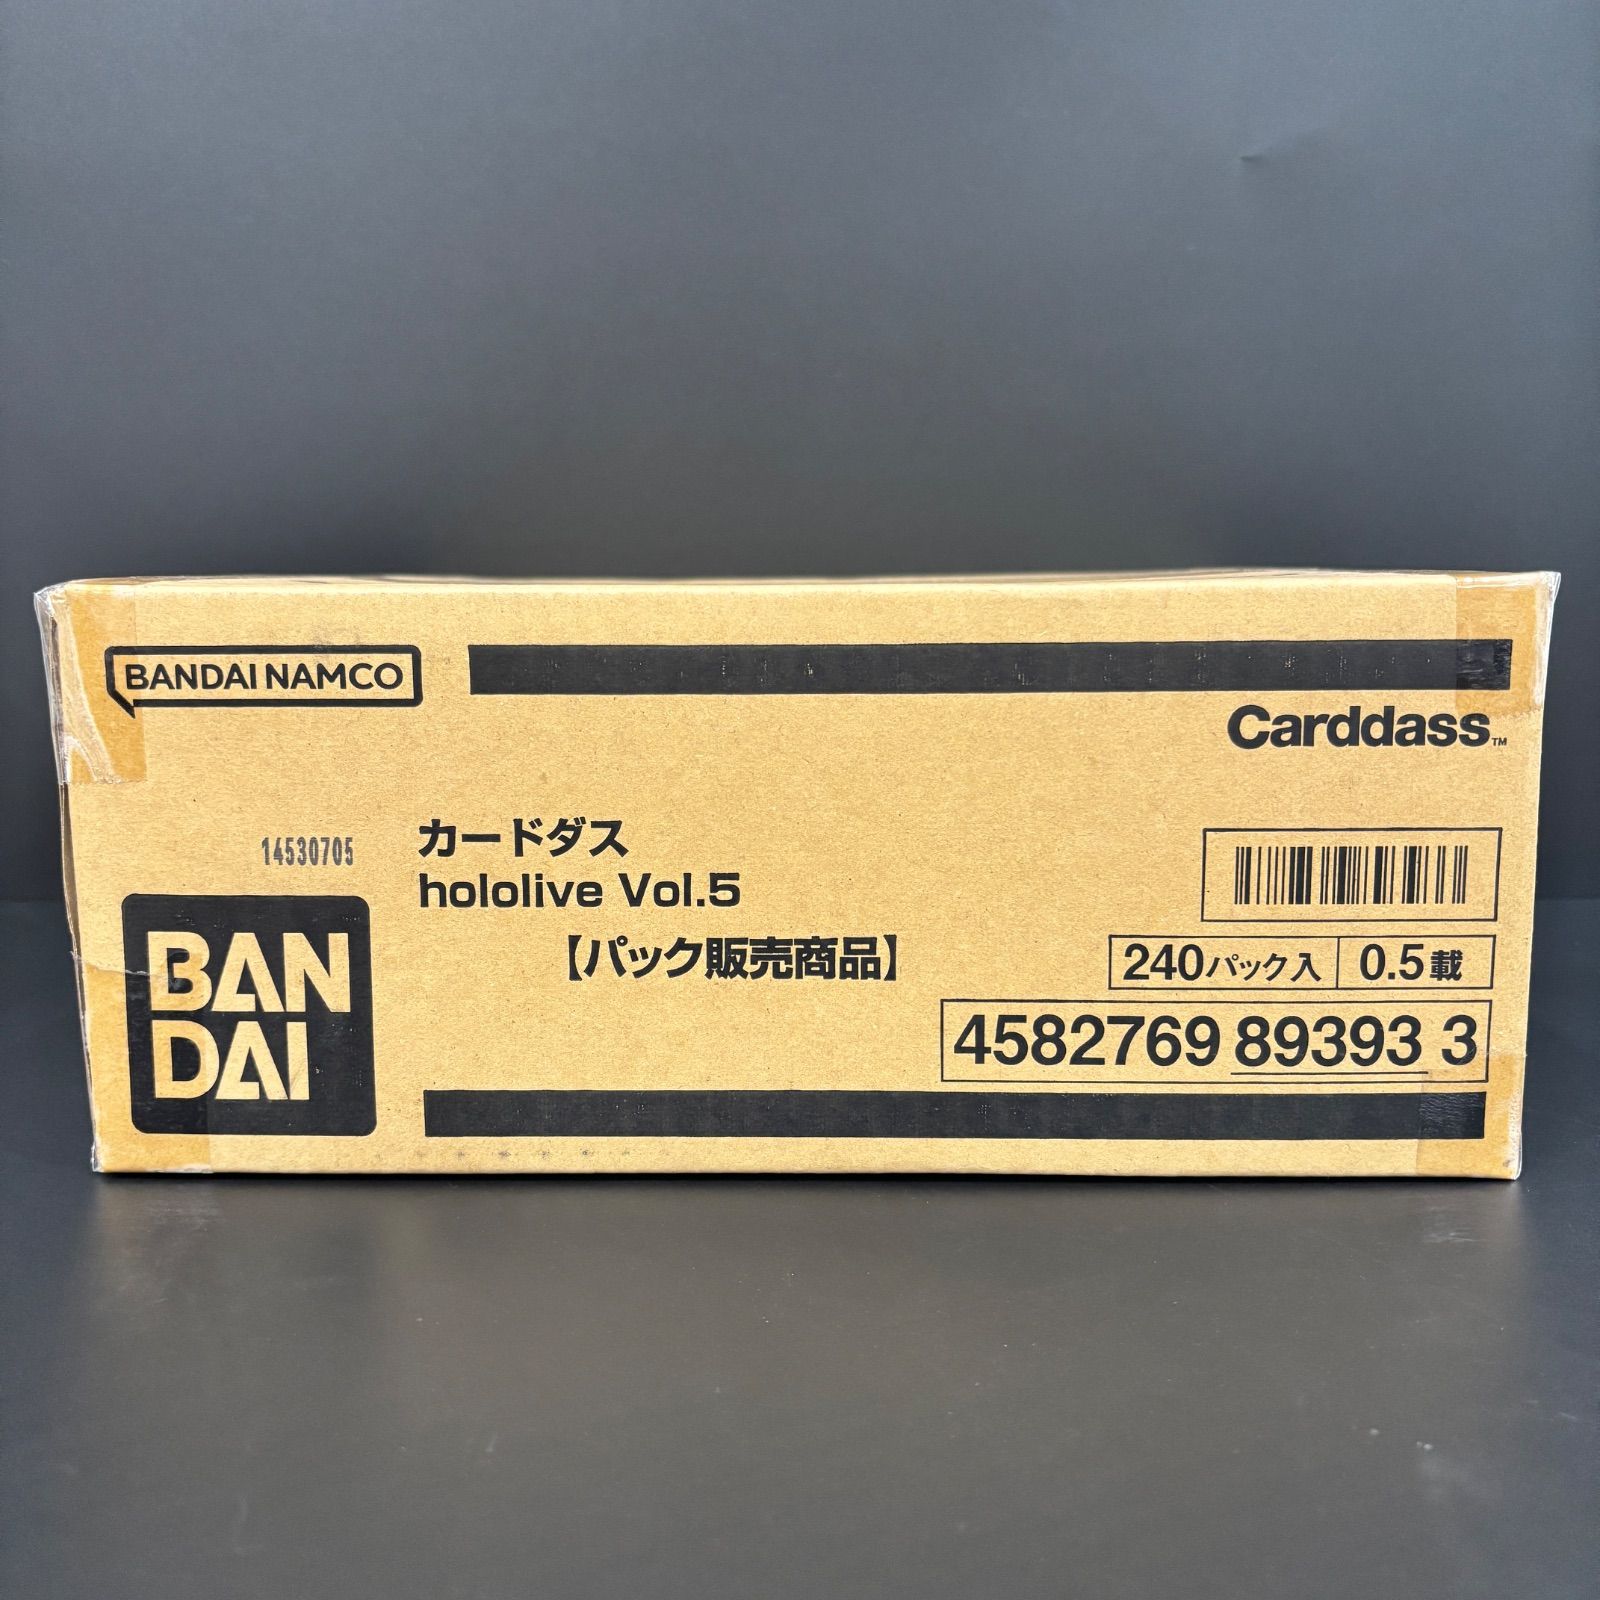 BANDAI NAMCO
Carddass™
カードダス
14530705
hololive Vol.5
【パック販売商品】
BAN
DAI
240パック入 0.5載
4582769 89393 3